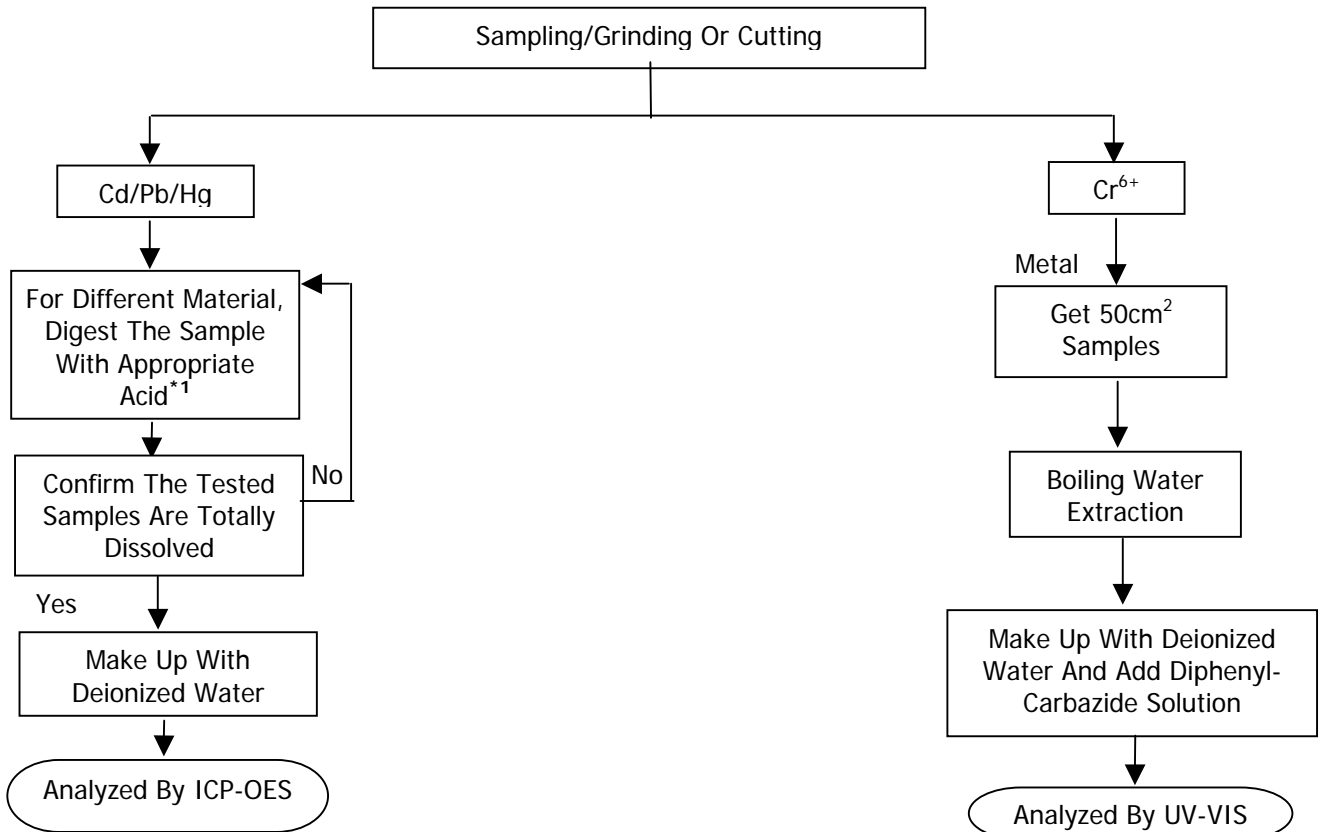 Sampling/Grinding Or Cutting
Cd/Pb/Hg
For Different Material,
Digest The Sample
With Appropriate
Acid*1
Confirm The Tested
Samples Are Totally
Dissolved
No
Yes
Make Up With
Deionized Water
Analyzed By ICP-OES
Cr6+
Metal
Get 50cm2
Samples
Boiling Water
Extraction
Make Up With Deionized
Water And Add Diphenyl-
Carbazide Solution
Analyzed By UV-VIS